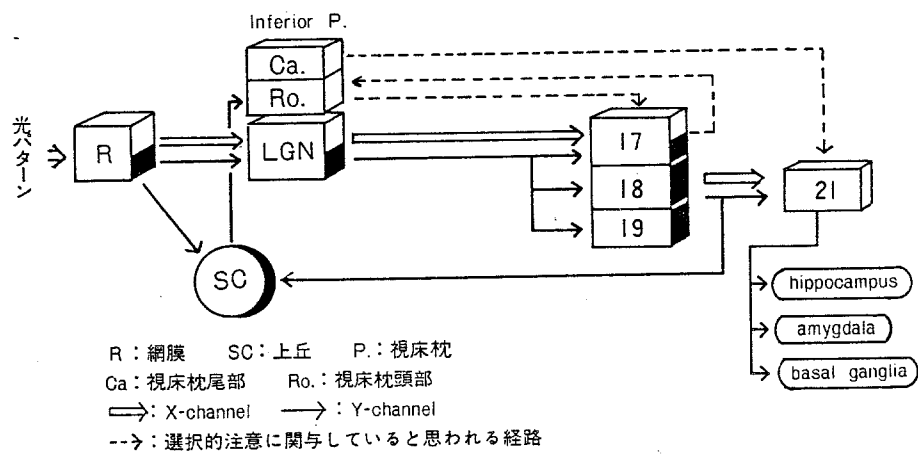 Inferior P.
Ca.
Ro.
光パターン
R
LGN
17
18
19
21
SC
hippocampus
amygdala
basal ganglia
R：網膜 SC：上丘 P.：視床枕
Ca：視床枕尾部 Ro.：視床枕頭部
⇒：X-channel →：Y-channel
-->：選択的注意に関与していると思われる経路